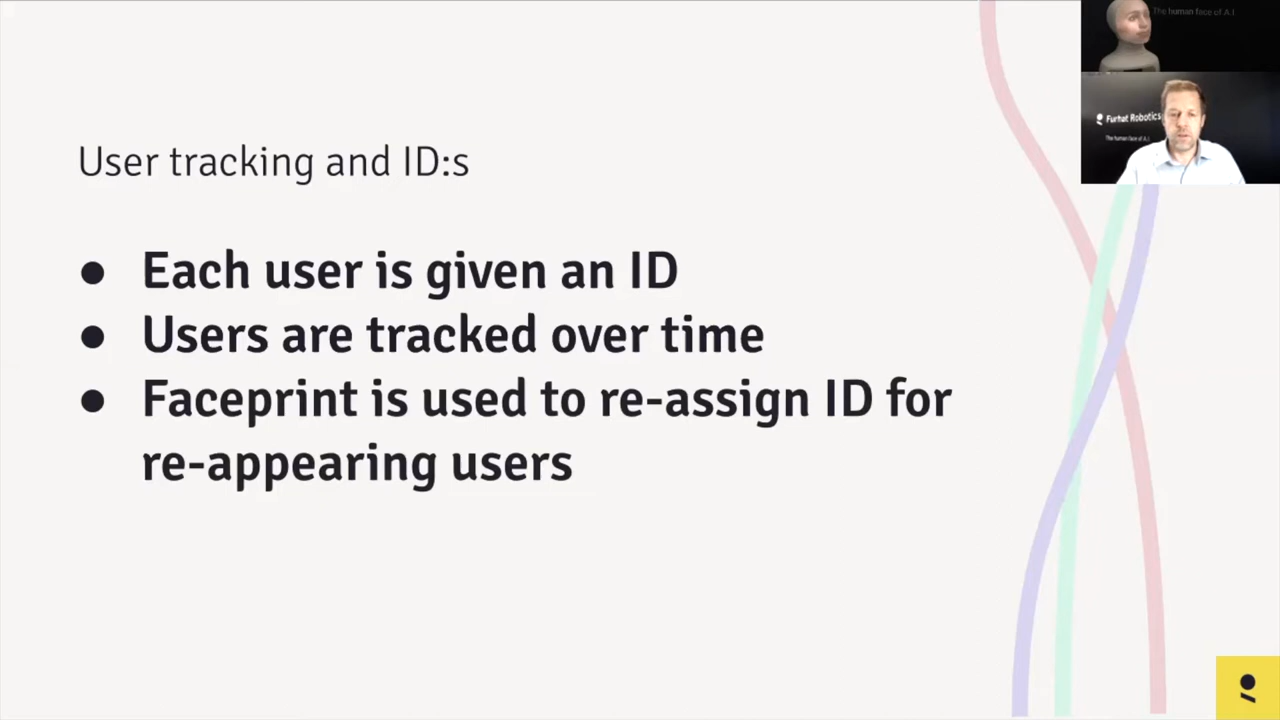 The human face of A.I
Furhat Robotics
The human face of A.I
User tracking and ID:s
● Each user is given an ID
● Users are tracked over time
● Faceprint is used to re-assign ID for
re-appearing users